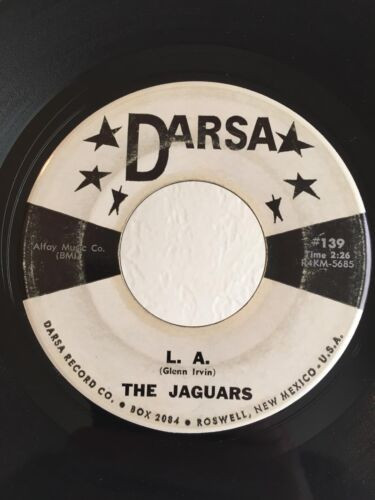 DARSA
Alfay Music Co.
(BMI)
#139
Time 2:26
R4KM-5685
L. A.
(Glenn Irvin)
THE JAGUARS
DARSA RECORD CO. • BOX 2084 • ROSWELL, NEW MEXICO - U.S.A.